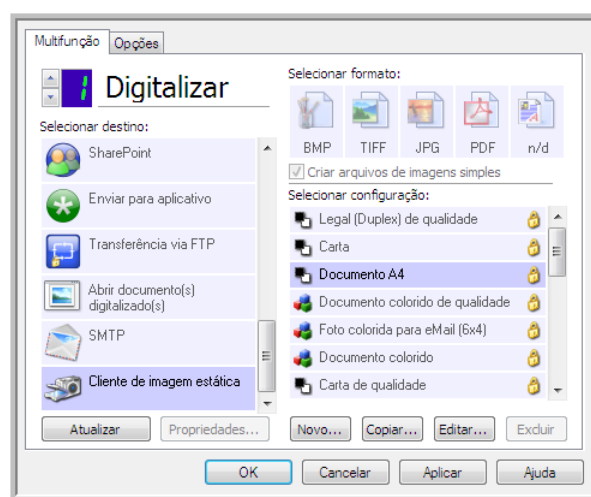 Multifunção
Opções
1
Digitalizar
Selecionar destino:
SharePoint
Enviar para aplicativo
Transferência via FTP
Abrir documento(s)
digitalizado(s)
SMTP
Cliente de imagem estática
Atualizar
Propriedades...
Selecionar formato:
BMP TIFF JPG PDF n/d
Criar arquivos de imagens simples
Selecionar configuração:
Legal (Duplex) de qualidade
Carta
Documento A4
Documento colorido de qualidade
Foto colorida para eMail (6x4)
Documento colorido
Carta de qualidade
Novo... Copiar... Editar... Excluir
OK Cancelar Aplicar Ajuda